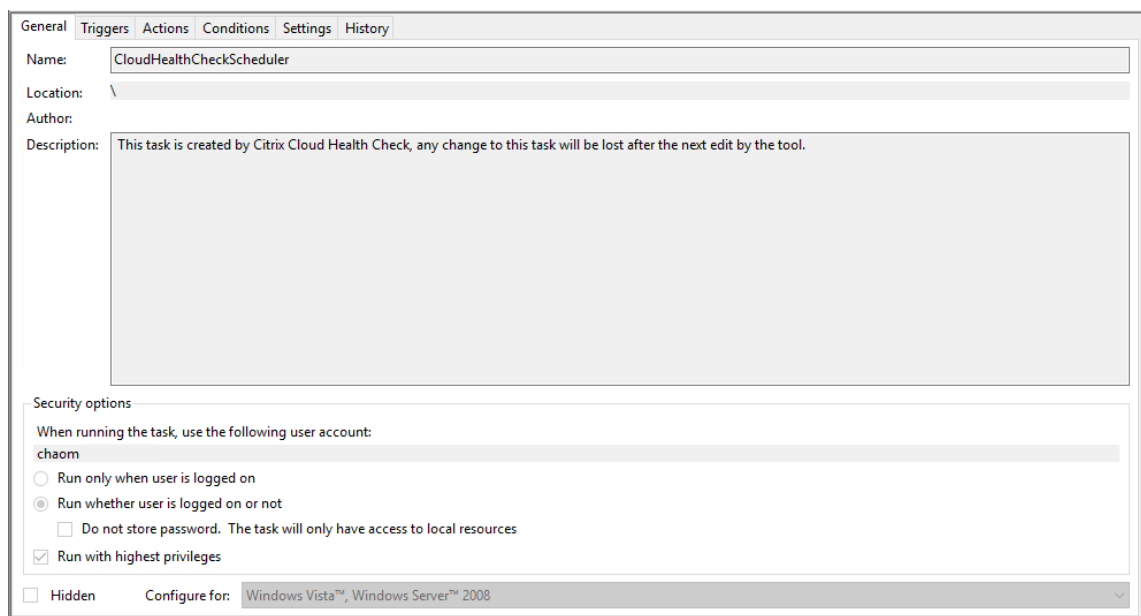 General Triggers Actions Conditions Settings History
Name: CloudHealthCheckScheduler
Location: \
Author:
Description: This task is created by Citrix Cloud Health Check, any change to this task will be lost after the next edit by the tool.
Security options
When running the task, use the following user account:
chaom
Run only when user is logged on
Run whether user is logged on or not
Do not store password. The task will only have access to local resources
Run with highest privileges
Hidden Configure for: Windows Vista™, Windows Server™ 2008